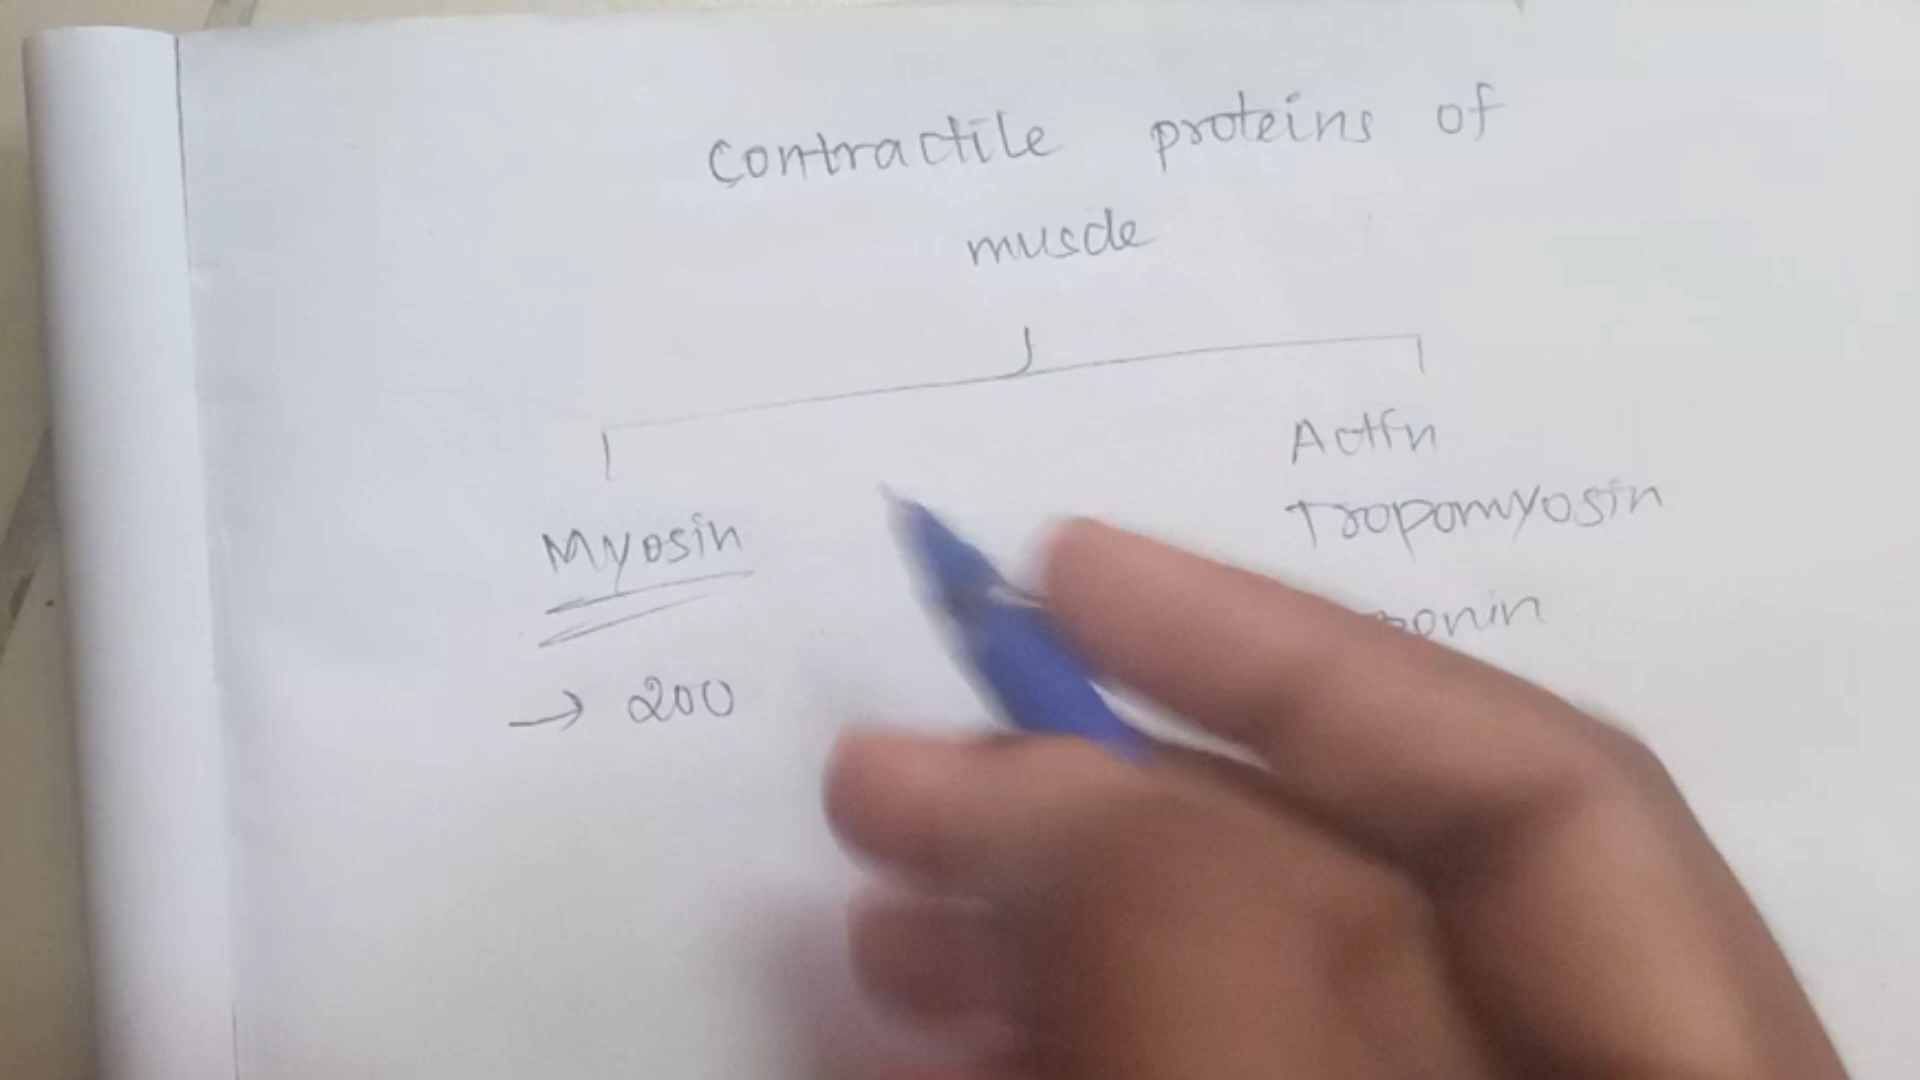 Contractile proteins of
muscle
Myosin
→ 200
Actin
Tropomyosin